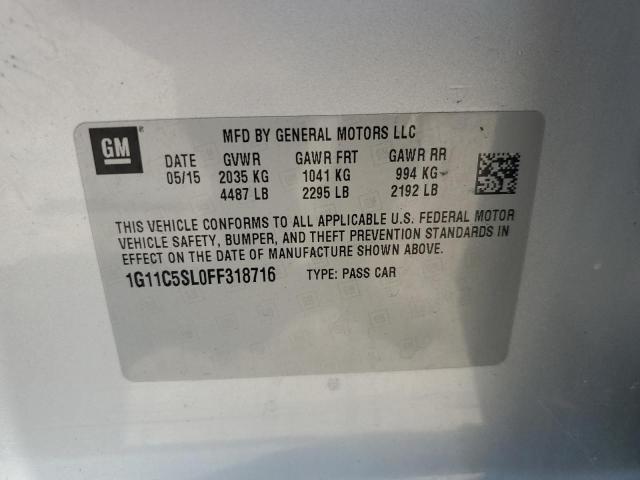 GM
MFD BY GENERAL MOTORS LLC
DATE GVWR GAWR FRT GAWR RR
05/15 2035 KG 1041 KG 994 KG
4487 LB 2295 LB 2192 LB
THIS VEHICLE CONFORMS TO ALL APPLICABLE U.S. FEDERAL MOTOR
VEHICLE SAFETY, BUMPER, AND THEFT PREVENTION STANDARDS IN
EFFECT ON THE DATE OF MANUFACTURE SHOWN ABOVE.
1G11C5SL0FF318716 TYPE: PASS CAR